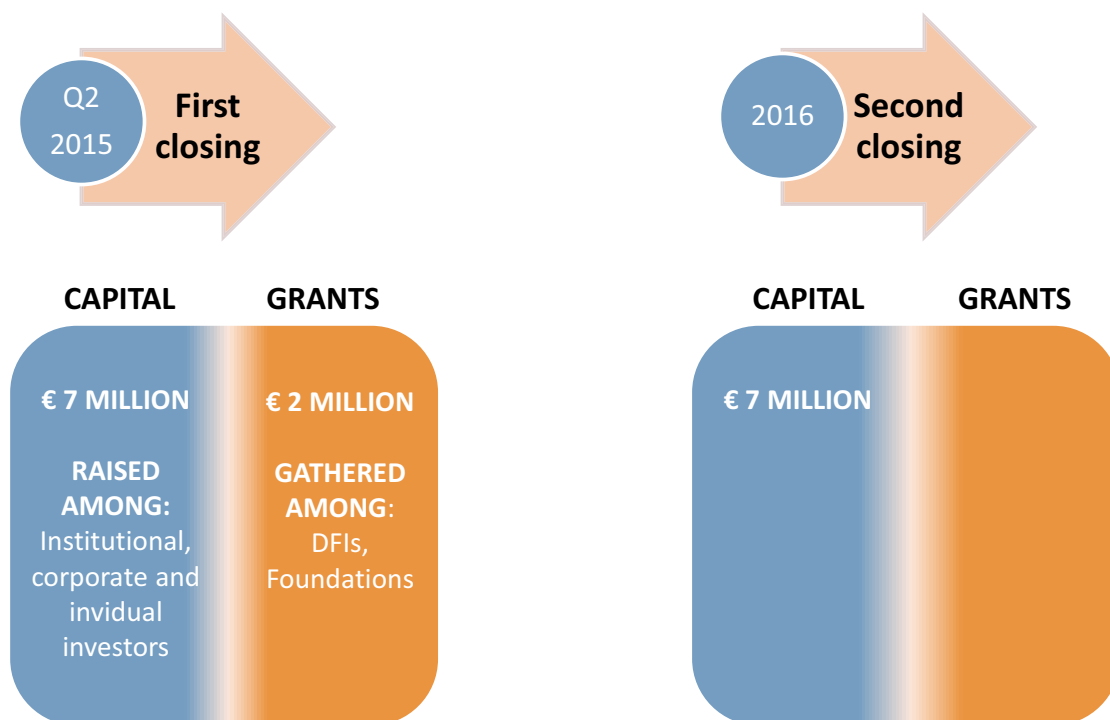 Q2
2015
First
closing
2016
Second
closing
CAPITAL GRANTS
€ 7 MILLION
RAISED
AMONG:
Institutional,
corporate and
invidual
investors
€ 2 MILLION
GATHERED
AMONG:
DFIs,
Foundations
CAPITAL GRANTS
€ 7 MILLION